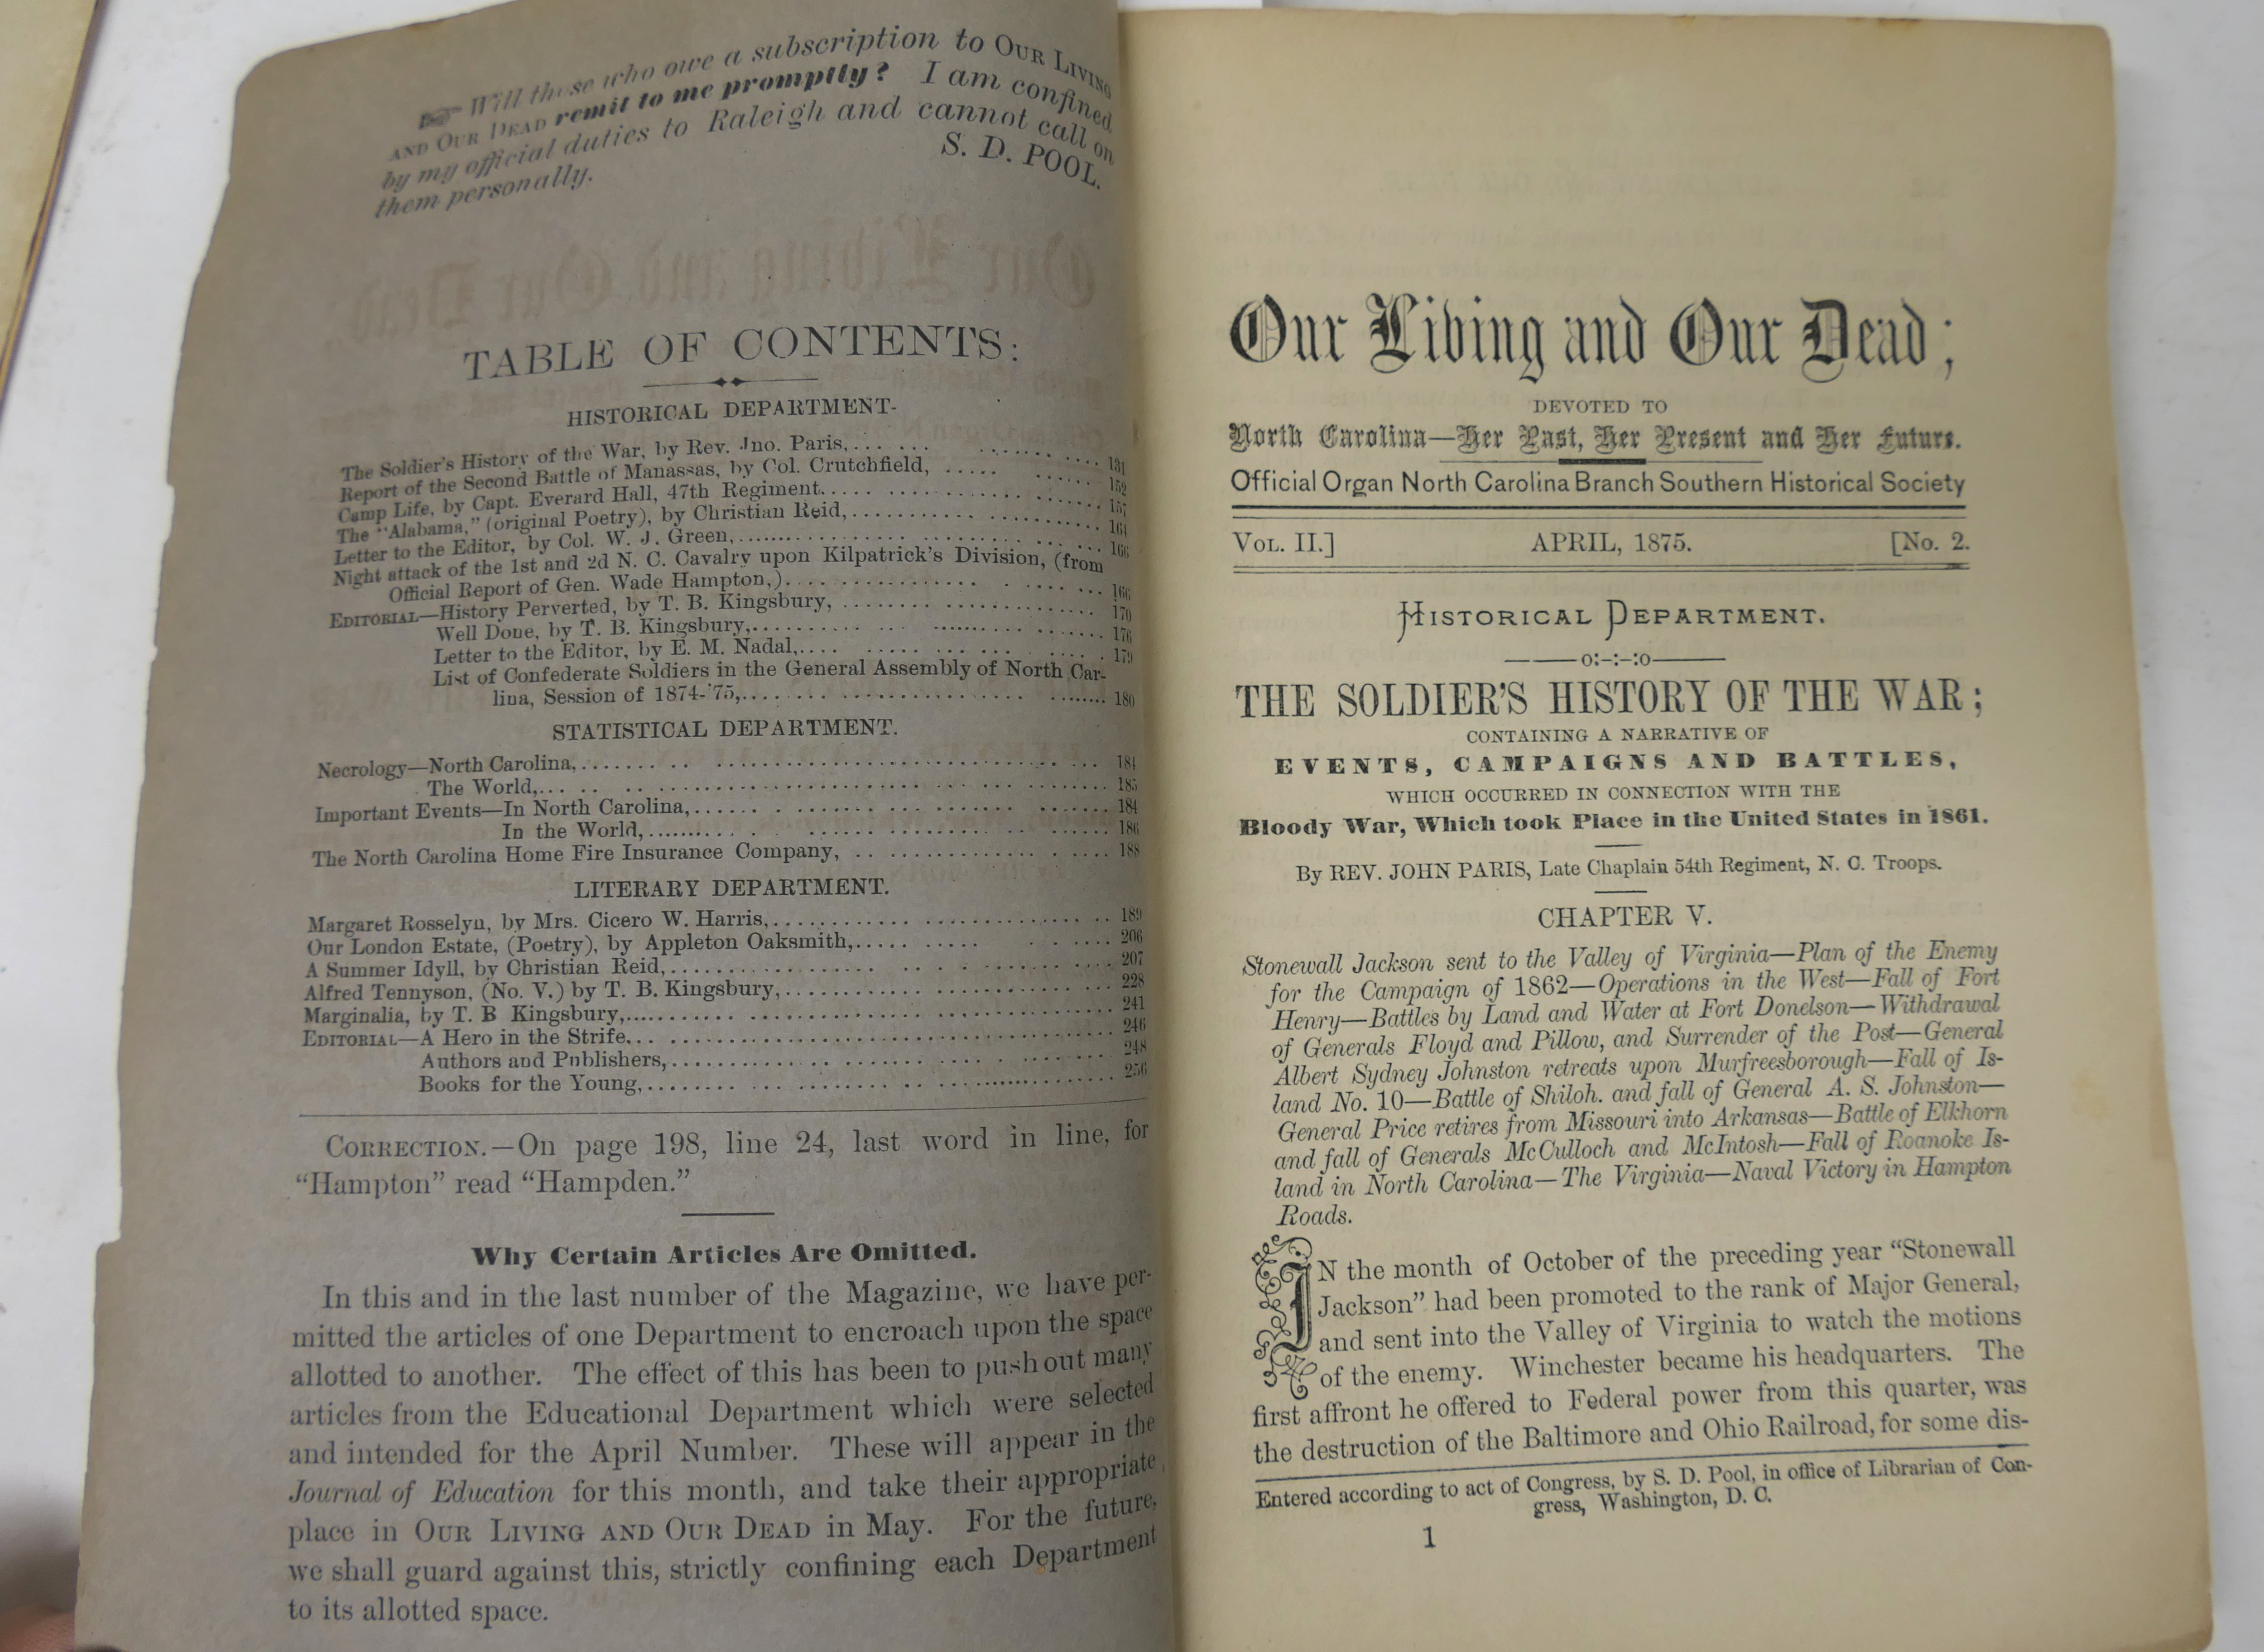 ☞ Will those who owe a subscription to OUR LIVING
AND OUR DEAD remit to me promptly? I am confined
by my official duties to Raleigh and cannot call on
them personally.
S. D. POOL.
TABLE OF CONTENTS:
HISTORICAL DEPARTMENT-
The Soldier's History of the War, by Rev. Jno. Paris,.......... 131
Report of the Second Battle of Manassas, by Col. Crutchfield, .......... 152
Camp Life, by Capt. Everard Hall, 47th Regiment.......... 157
The "Alabama," (original Poetry), by Christian Reid,.......... 164
Letter to the Editor, by Col. W. J. Green,.......... 166
Night attack of the 1st and 2d N. C. Cavalry upon Kilpatrick's Division, (from
Official Report of Gen. Wade Hampton,).......... 166
EDITORIAL—History Perverted, by T. B. Kingsbury, .......... 170
Well Done, by T. B. Kingsbury,.......... 176
Letter to the Editor, by E. M. Nadal,.......... 179
List of Confederate Soldiers in the General Assembly of North Car-
lina, Session of 1874-'75,.......... 180
STATISTICAL DEPARTMENT.
Necrology—North Carolina,.......... 184
The World,.......... 185
Important Events—In North Carolina,.......... 184
In the World,.......... 186
The North Carolina Home Fire Insurance Company, .......... 188
LITERARY DEPARTMENT.
Margaret Rosselyn, by Mrs. Cicero W. Harris,.......... 189
Our London Estate, (Poetry), by Appleton Oaksmith,.......... 206
A Summer Idyll, by Christian Reid,.......... 207
Alfred Tennyson, (No. V.) by T. B. Kingsbury,.......... 228
Marginalia, by T. B Kingsbury,.......... 241
EDITORIAL—A Hero in the Strife.......... 246
Authors and Publishers,.......... 248
Books for the Young,.......... 256
CORRECTION.—On page 198, line 24, last word in line, for
"Hampton" read "Hampden."
Why Certain Articles Are Omitted.
In this and in the last number of the Magazine, we have per-
mitted the articles of one Department to encroach upon the space
allotted to another. The effect of this has been to push out many
articles from the Educational Department which were selected
and intended for the April Number. These will appear in the
Journal of Education for this month, and take their appropriate
place in OUR LIVING AND OUR DEAD in May. For the future,
we shall guard against this, strictly confining each Department
to its allotted space.
Our Living and Our Dead;
DEVOTED TO
North Carolina—Her Past, Her Present and Her Future.
Official Organ North Carolina Branch Southern Historical Society
VOL. II.] APRIL, 1875. [No. 2.
HISTORICAL DEPARTMENT.
——o:–:–:o——
THE SOLDIER'S HISTORY OF THE WAR;
CONTAINING A NARRATIVE OF
EVENTS, CAMPAIGNS AND BATTLES,
WHICH OCCURRED IN CONNECTION WITH THE
Bloody War, Which took Place in the United States in 1861.
By REV. JOHN PARIS, Late Chaplain 54th Regiment, N. C. Troops.
CHAPTER V.
Stonewall Jackson sent to the Valley of Virginia—Plan of the Enemy
for the Campaign of 1862—Operations in the West—Fall of Fort
Henry—Battles by Land and Water at Fort Donelson—Withdrawal
of Generals Floyd and Pillow, and Surrender of the Post—General
Albert Sydney Johnston retreats upon Murfreesborough—Fall of Is-
land No. 10—Battle of Shiloh. and fall of General A. S. Johnston—
General Price retires from Missouri into Arkansas—Battle of Elkhorn
and fall of Generals McCulloch and McIntosh—Fall of Roanoke Is-
land in North Carolina—The Virginia—Naval Victory in Hampton
Roads.
IN the month of October of the preceding year "Stonewall
Jackson" had been promoted to the rank of Major General,
and sent into the Valley of Virginia to watch the motions
of the enemy. Winchester became his headquarters. The
first affront he offered to Federal power from this quarter, was
the destruction of the Baltimore and Ohio Railroad, for some dis-
Entered according to act of Congress, by S. D. Pool, in office of Librarian of Con-
gress, Washington, D. C.
1